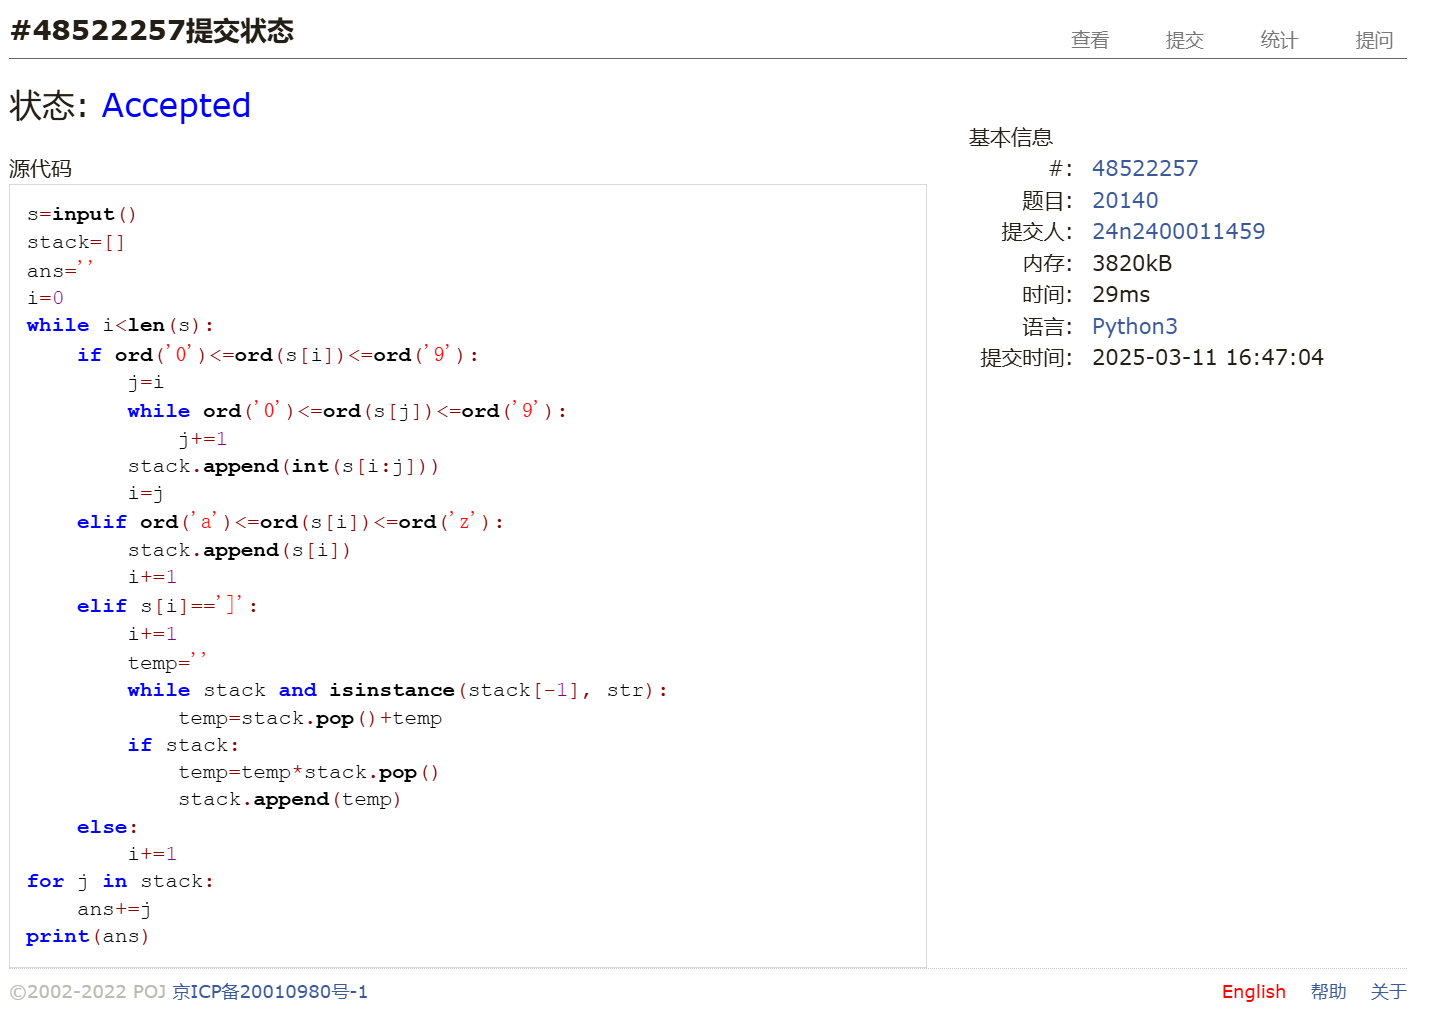 #48522257提交状态
查看 提交 统计 提问
状态: Accepted
源代码
s=input()
stack=[]
ans=''
i=0
while i<len(s):
    if ord('0')<=ord(s[i])<=ord('9'):
        j=i
        while ord('0')<=ord(s[j])<=ord('9'):
            j+=1
        stack.append(int(s[i:j]))
        i=j
    elif ord('a')<=ord(s[i])<=ord('z'):
        stack.append(s[i])
        i+=1
    elif s[i]==']':
        i+=1
        temp=''
        while stack and isinstance(stack[-1], str):
            temp=stack.pop()+temp
        if stack:
            temp=temp*stack.pop()
            stack.append(temp)
    else:
        i+=1
for j in stack:
    ans+=j
print(ans)
基本信息
#: 48522257
题目: 20140
提交人: 24n2400011459
内存: 3820kB
时间: 29ms
语言: Python3
提交时间: 2025-03-11 16:47:04
©2002-2022 POJ 京ICP备20010980号-1
English 帮助 关于